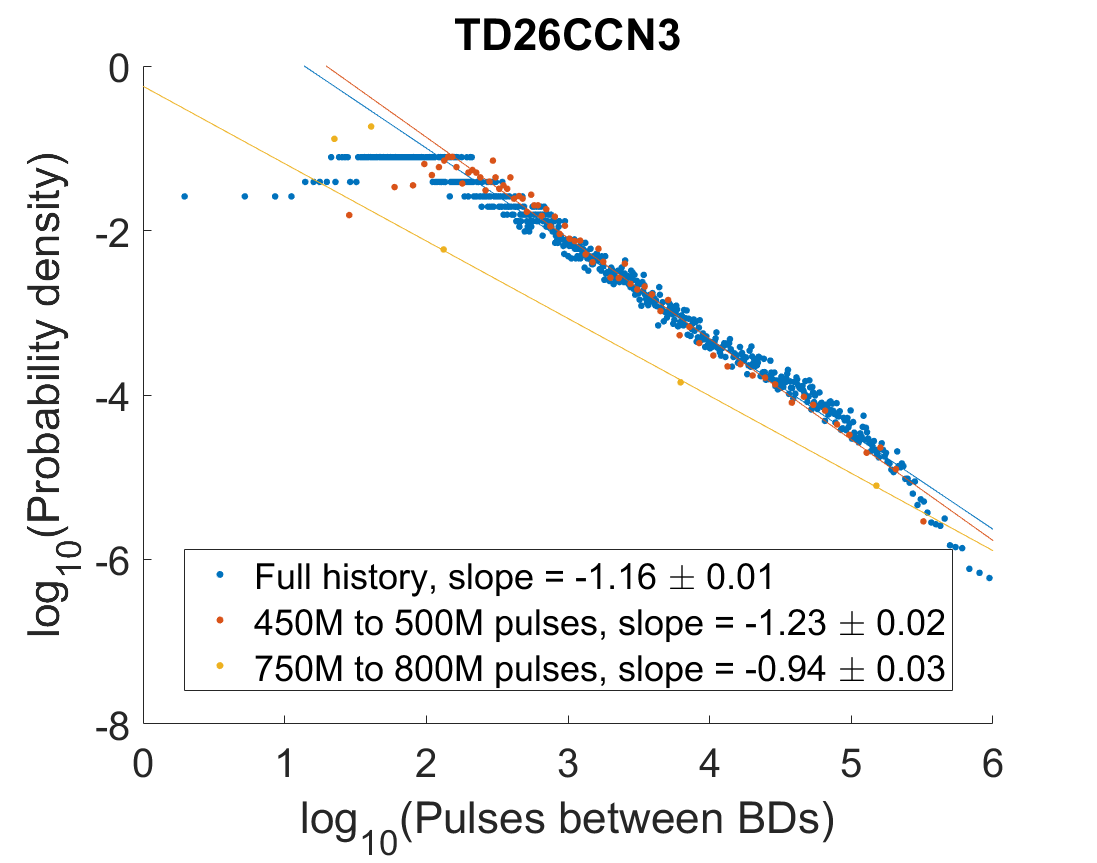 TD26CCN3
log10(Probability density)
0
-2
-4
-6
-8
Full history, slope = -1.16 ± 0.01
450M to 500M pulses, slope = -1.23 ± 0.02
750M to 800M pulses, slope = -0.94 ± 0.03
0 1 2 3 4 5 6
log10(Pulses between BDs)